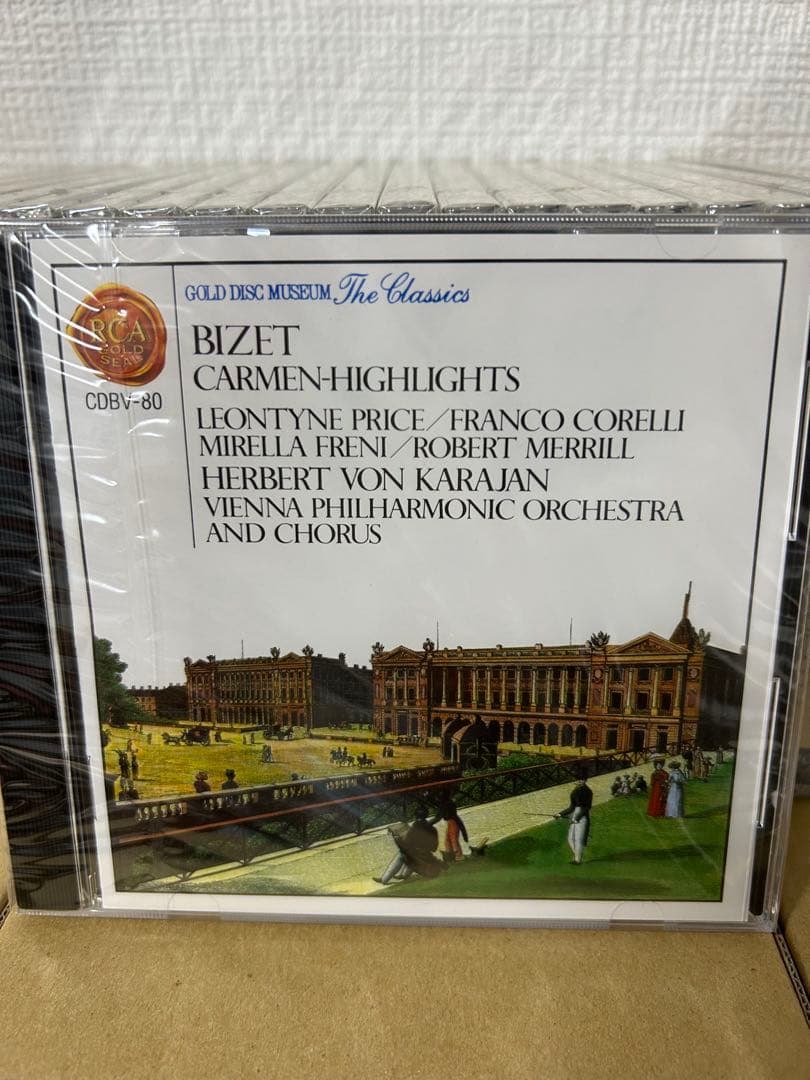 GOLD DISC MUSEUM The Classics
RCA
GOLD
SEAL
CDBV-80
BIZET
CARMEN-HIGHLIGHTS
LEONTYNE PRICE/FRANCO CORELLI
MIRELLA FRENI/ROBERT MERRILL
HERBERT VON KARAJAN
VIENNA PHILHARMONIC ORCHESTRA
AND CHORUS